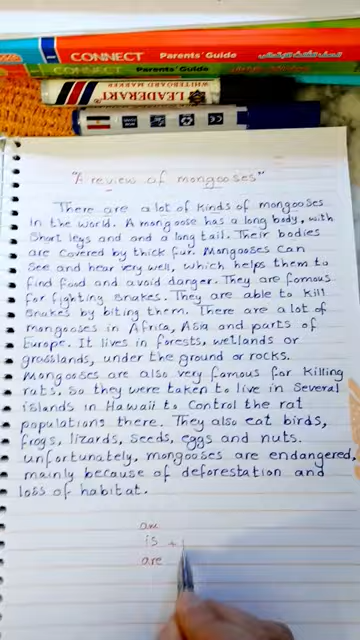 CONNECT Parents' Guide
CONNECT Parents' Guide
LEADERART
WHITEBOARD MARKER
"A review of mongooses"
There are a lot of kinds of mongooses
in the world. A mongoose has a long body, with
short legs and and a long tail. Their bodies
are covered by thick fur. Mongooses can
see and hear very well, which helps them to
find food and avoid danger. They are famous
for fighting snakes. They are able to kill
snakes by biting them. There are a lot of
mongooses in Africa, Asia and parts of
Europe. It lives in forests, wetlands or
grasslands, under the ground or rocks.
Mongooses are also very famous for killing
rats. So they were taken to live in several
islands in Hawaii to control the rat
populations there. They also eat birds,
frogs, lizards, seeds, eggs and nuts.
unfortunately, mongooses are endangered,
mainly because of deforestation and
loss of habitat.
am
is +
are